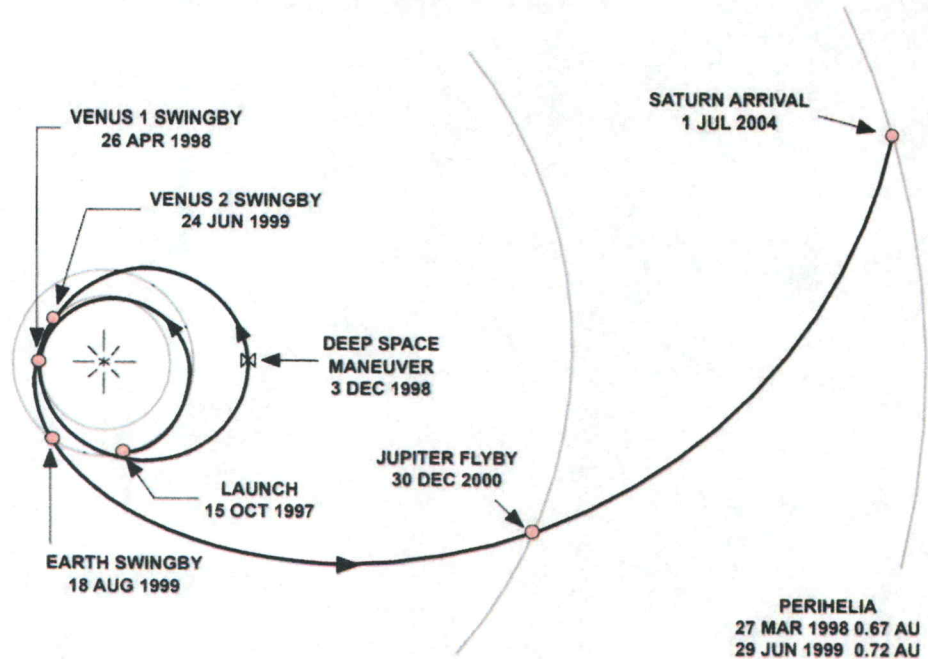 VENUS 1 SWINGBY
26 APR 1998
VENUS 2 SWINGBY
24 JUN 1999
SATURN ARRIVAL
1 JUL 2004
DEEP SPACE
MANEUVER
3 DEC 1998
JUPITER FLYBY
30 DEC 2000
LAUNCH
15 OCT 1997
EARTH SWINGBY
18 AUG 1999
PERIHELIA
27 MAR 1998 0.67 AU
29 JUN 1999 0.72 AU